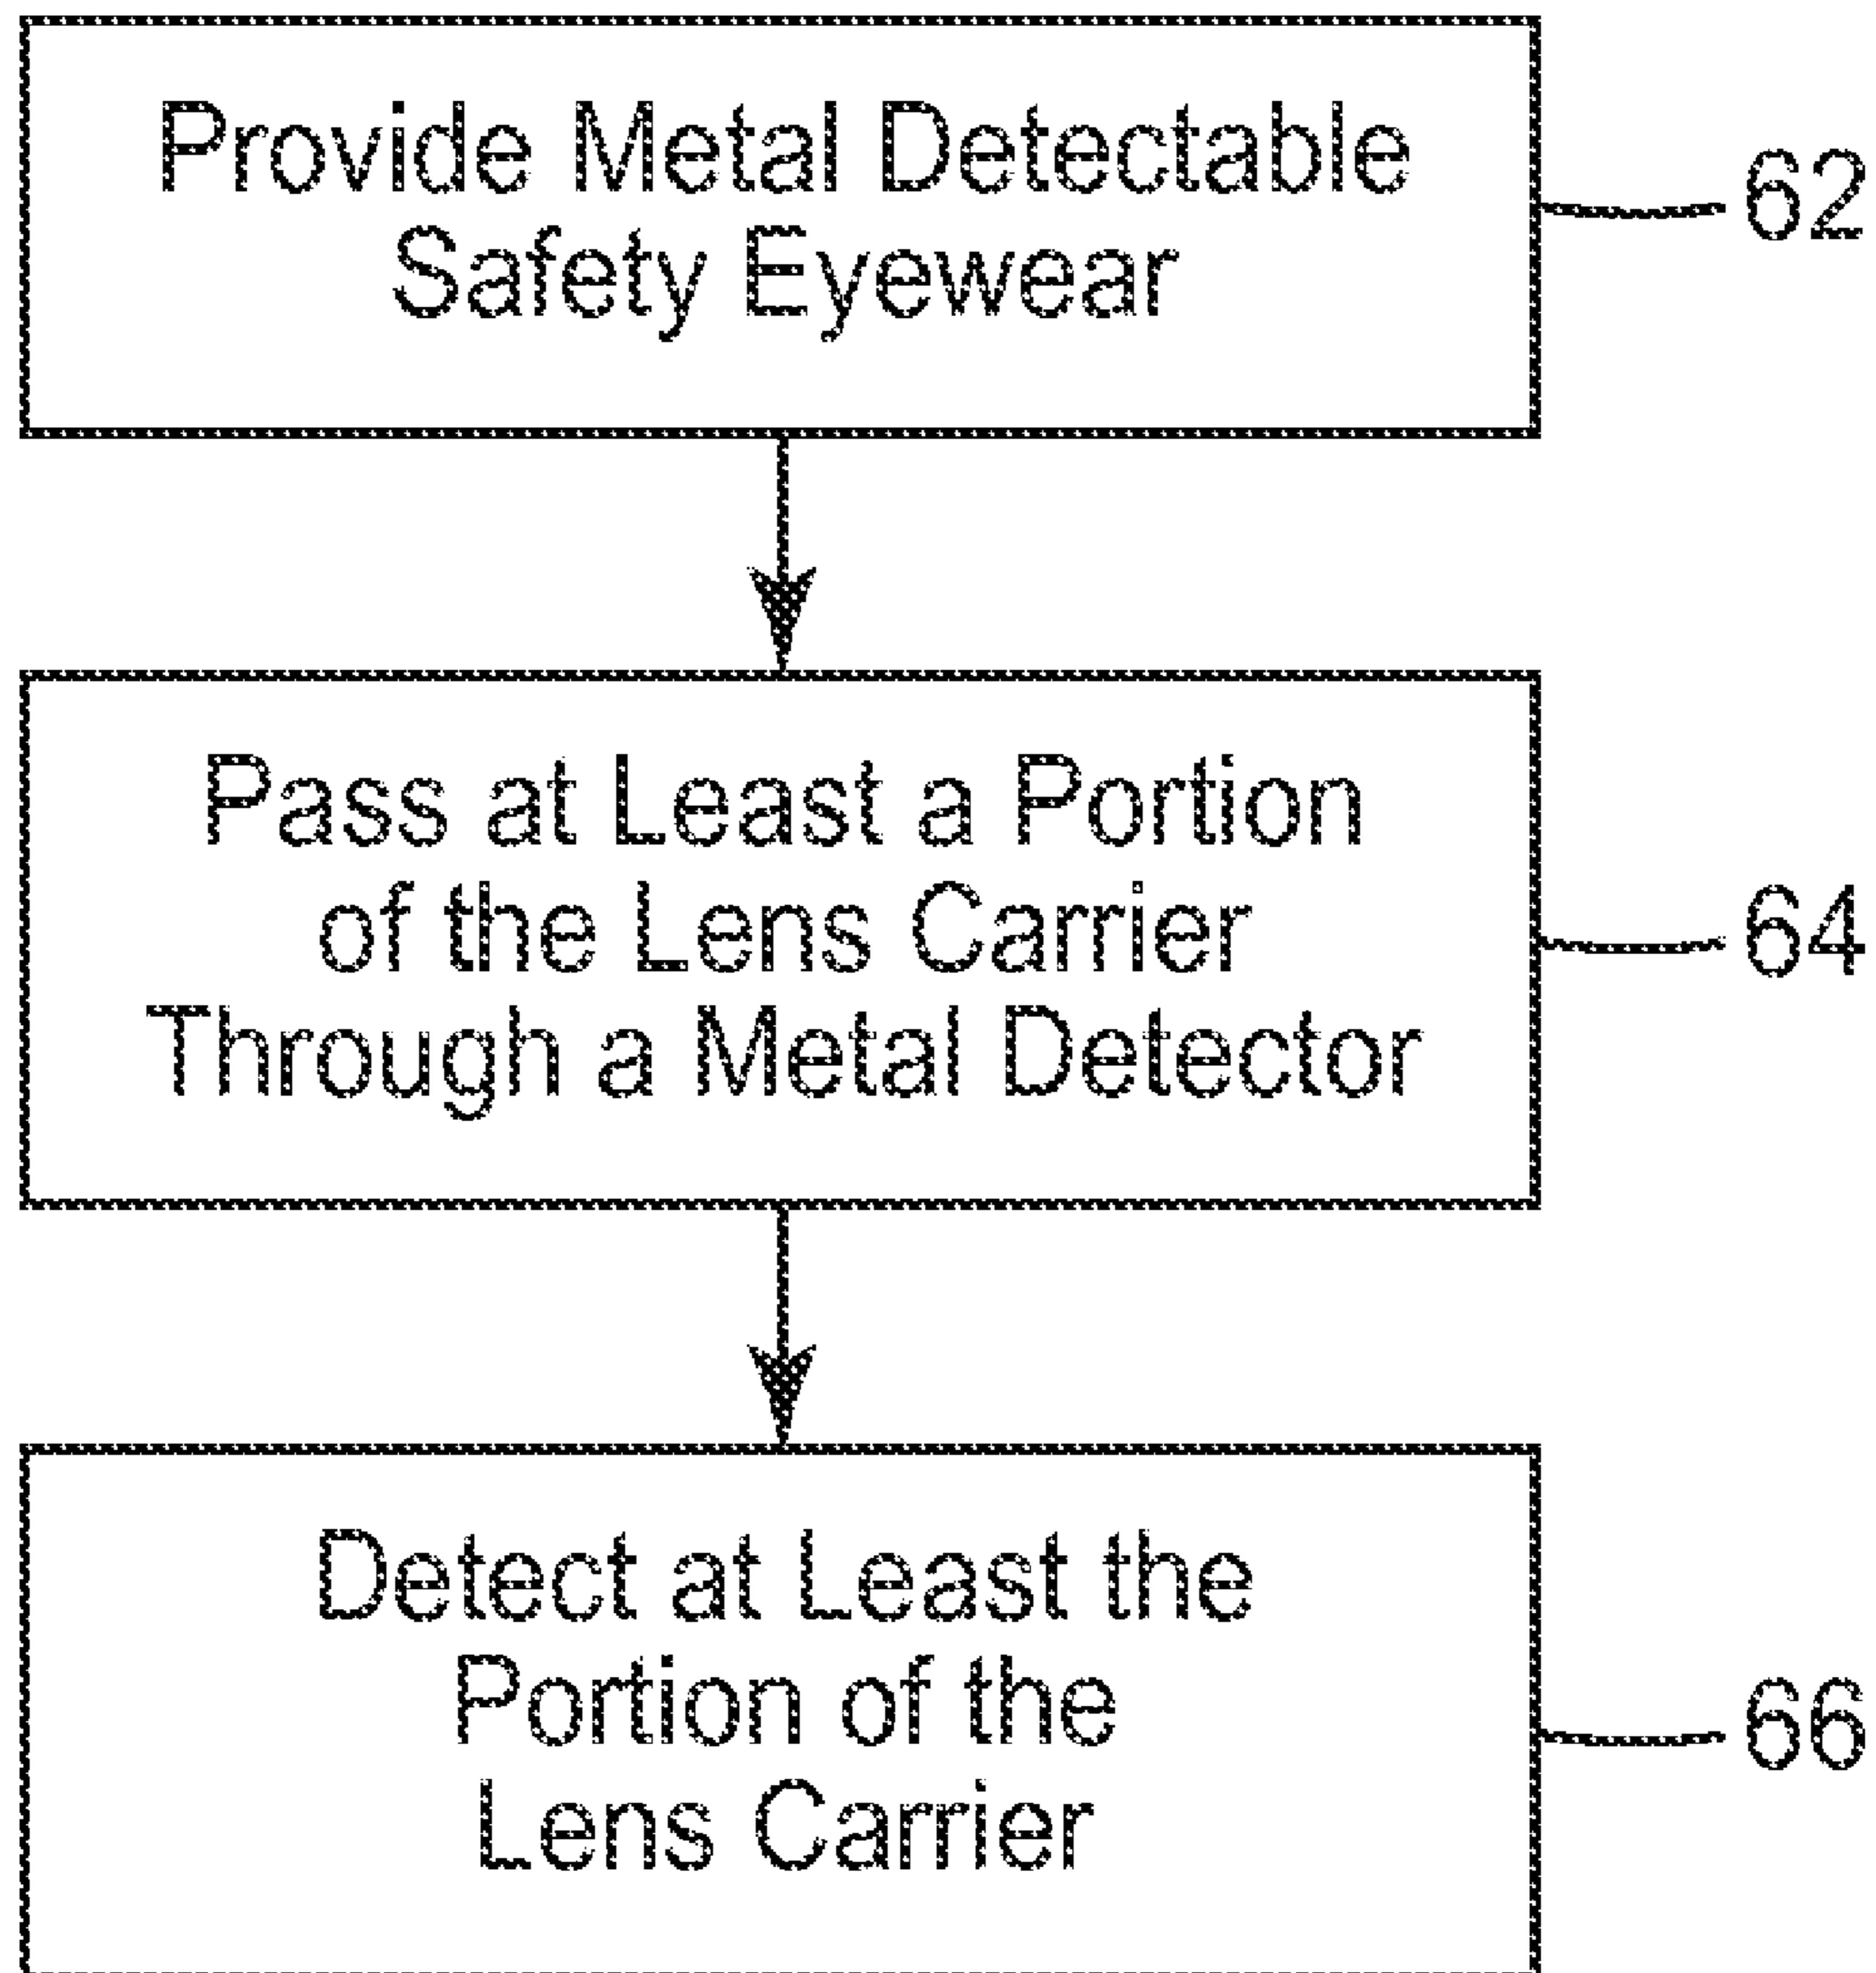 Provide Metal Detectable
Safety Eyewear
62
Pass at Least a Portion
of the Lens Carrier
Through a Metal Detector
64
Detect at Least the
Portion of the
Lens Carrier
66